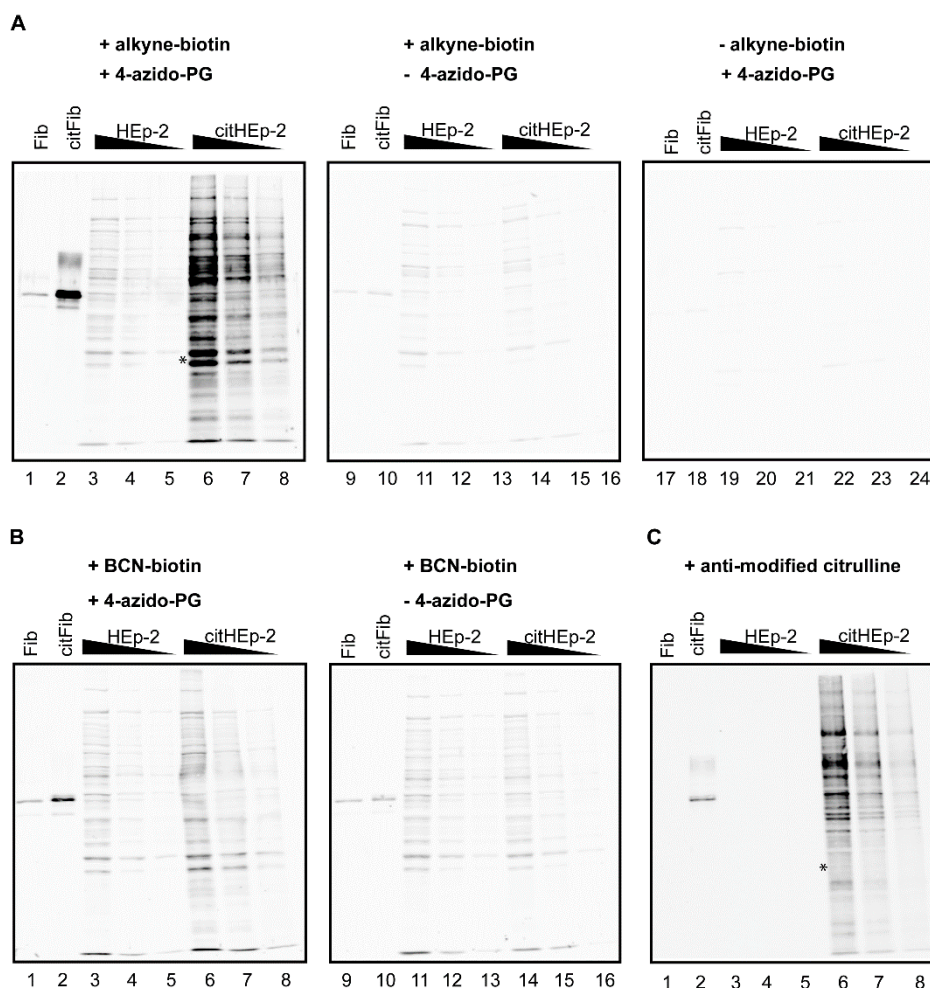 A
+ alkyne-biotin
+ 4-azido-PG
Fib
citFib
HEp-2
citHEp-2
*
1 2 3 4 5 6 7 8
+ alkyne-biotin
- 4-azido-PG
Fib
citFib
HEp-2
citHEp-2
9 10 11 12 13 14 15 16
- alkyne-biotin
+ 4-azido-PG
Fib
citFib
HEp-2
citHEp-2
17 18 19 20 21 22 23 24
B
+ BCN-biotin
+ 4-azido-PG
Fib
citFib
HEp-2
citHEp-2
1 2 3 4 5 6 7 8
+ BCN-biotin
- 4-azido-PG
Fib
citFib
HEp-2
citHEp-2
9 10 11 12 13 14 15 16
C
+ anti-modified citrulline
Fib
citFib
HEp-2
citHEp-2
*
1 2 3 4 5 6 7 8